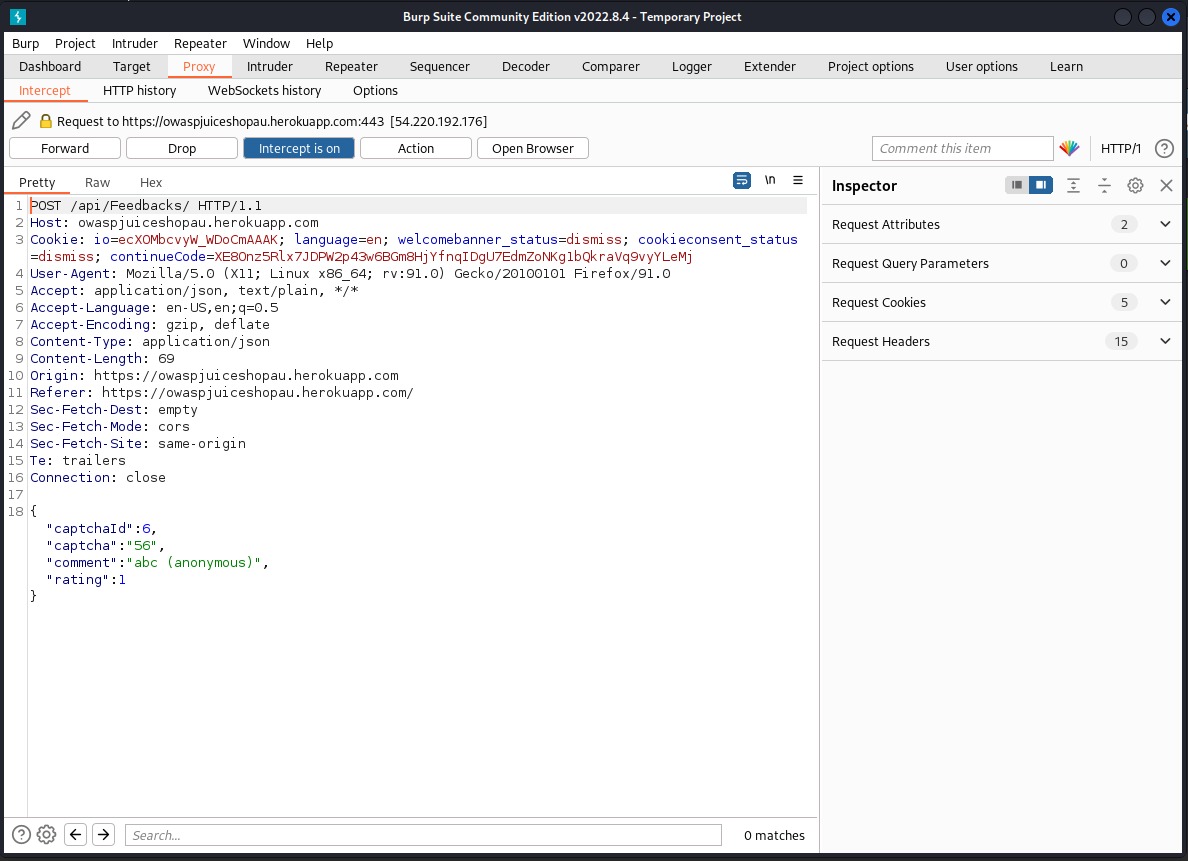 Burp Suite Community Edition v2022.8.4 - Temporary Project
Burp Project Intruder Repeater Window Help
Dashboard Target Proxy Intruder Repeater Sequencer Decoder Comparer Logger Extender Project options User options Learn
Intercept HTTP history WebSockets history Options
Request to https://owaspjuiceshopau.herokuapp.com:443 [54.220.192.176]
Forward Drop Intercept is on Action Open Browser Comment this item HTTP/1 ?
Pretty Raw Hex \n Inspector
1 POST /api/Feedbacks/ HTTP/1.1
2 Host: owaspjuiceshopau.herokuapp.com
3 Cookie: io=ecXOMbcvyW_WDoCmAAAK; language=en; welcomebanner_status=dismiss; cookieconsent_status
=dismiss; continueCode=XE8Onz5Rlx7JDPW2p43w6BGm8HjYfnqIDgU7EdmZoNKg1bQkraVq9vyYLeMj
4 User-Agent: Mozilla/5.0 (X11; Linux x86_64; rv:91.0) Gecko/20100101 Firefox/91.0
5 Accept: application/json, text/plain, */*
6 Accept-Language: en-US,en;q=0.5
7 Accept-Encoding: gzip, deflate
8 Content-Type: application/json
9 Content-Length: 69
10 Origin: https://owaspjuiceshopau.herokuapp.com
11 Referer: https://owaspjuiceshopau.herokuapp.com/
12 Sec-Fetch-Dest: empty
13 Sec-Fetch-Mode: cors
14 Sec-Fetch-Site: same-origin
15 Te: trailers
16 Connection: close
17
18 {
"captchaId":6,
"captcha":"56",
"comment":"abc (anonymous)",
"rating":1
}
Request Attributes 2
Request Query Parameters 0
Request Cookies 5
Request Headers 15
? Search... 0 matches